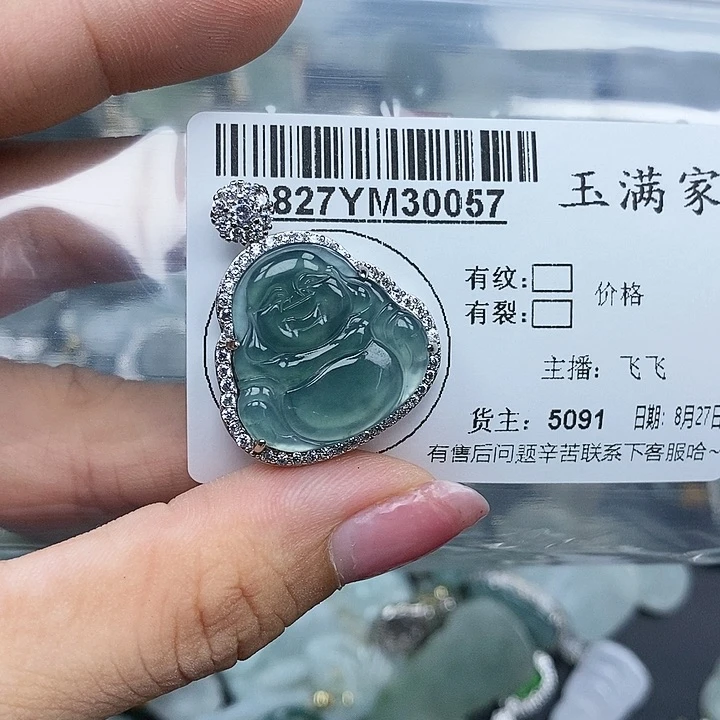 827YM30057
玉满家
有纹:
有裂:
价格
主播: 飞飞
货主: 5091 日期: 8月27日
有售后问题辛苦联系下客服哈~